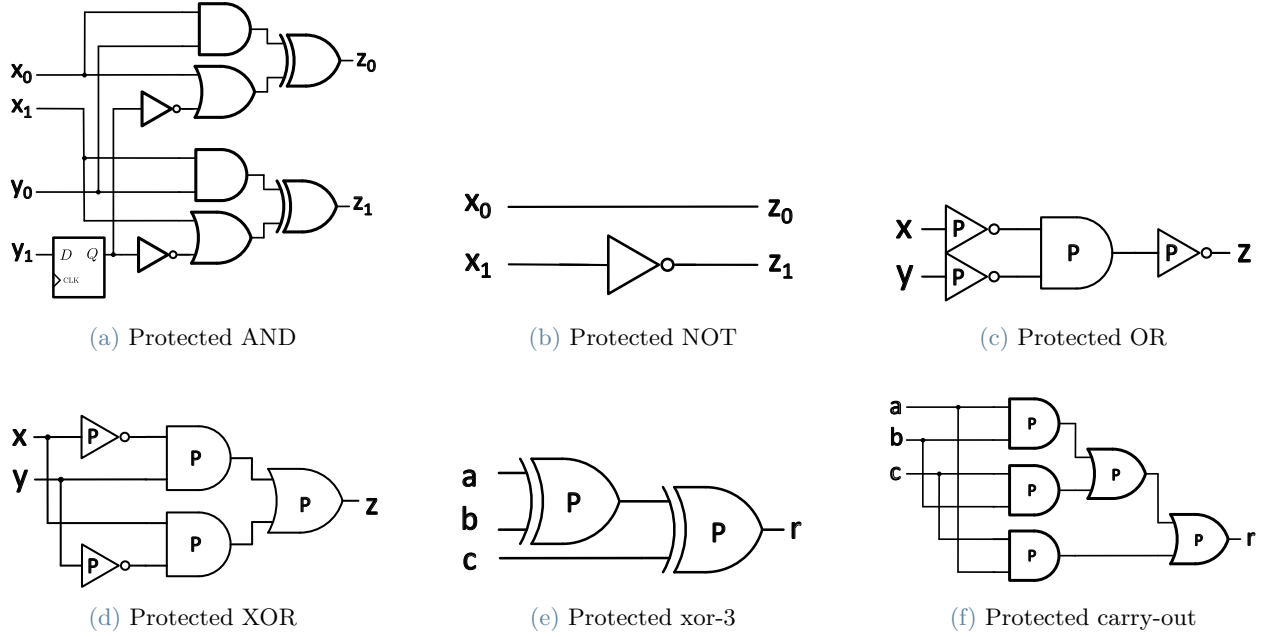 x0
z0
x1
y0
z1
y1
D Q
CLK
(a) Protected AND
x0 z0
x1 z1
(b) Protected NOT
x P
y P
P P z
(c) Protected OR
x P P
y
P z
P P
(d) Protected XOR
a
P
b
P r
c
(e) Protected xor-3
a
P
b
P
c
P
P r
P
(f) Protected carry-out